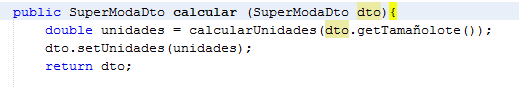 public SuperModaDto calcular (SuperModaDto dto){
double unidades = calcularUnidades(dto.getTamañolote());
dto.setUnidades(unidades);
return dto;